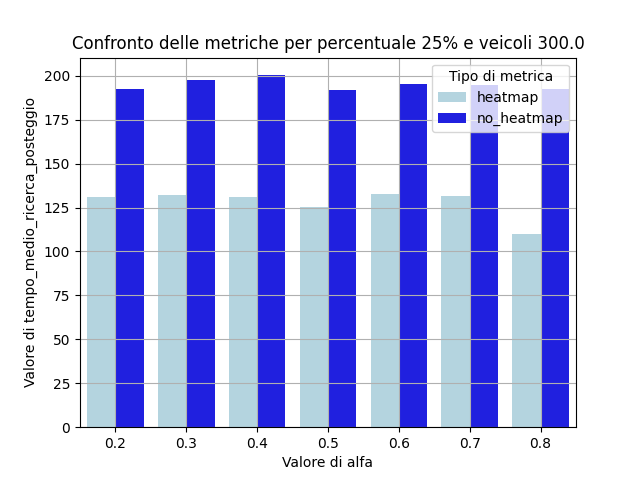 Confronto delle metriche per percentuale 25% e veicoli 300.0
Valore di tempo_medio_ricerca_posteggio
200
175
150
125
100
75
50
25
0
Tipo di metrica
heatmap
no_heatmap
0.2 0.3 0.4 0.5 0.6 0.7 0.8
Valore di alfa